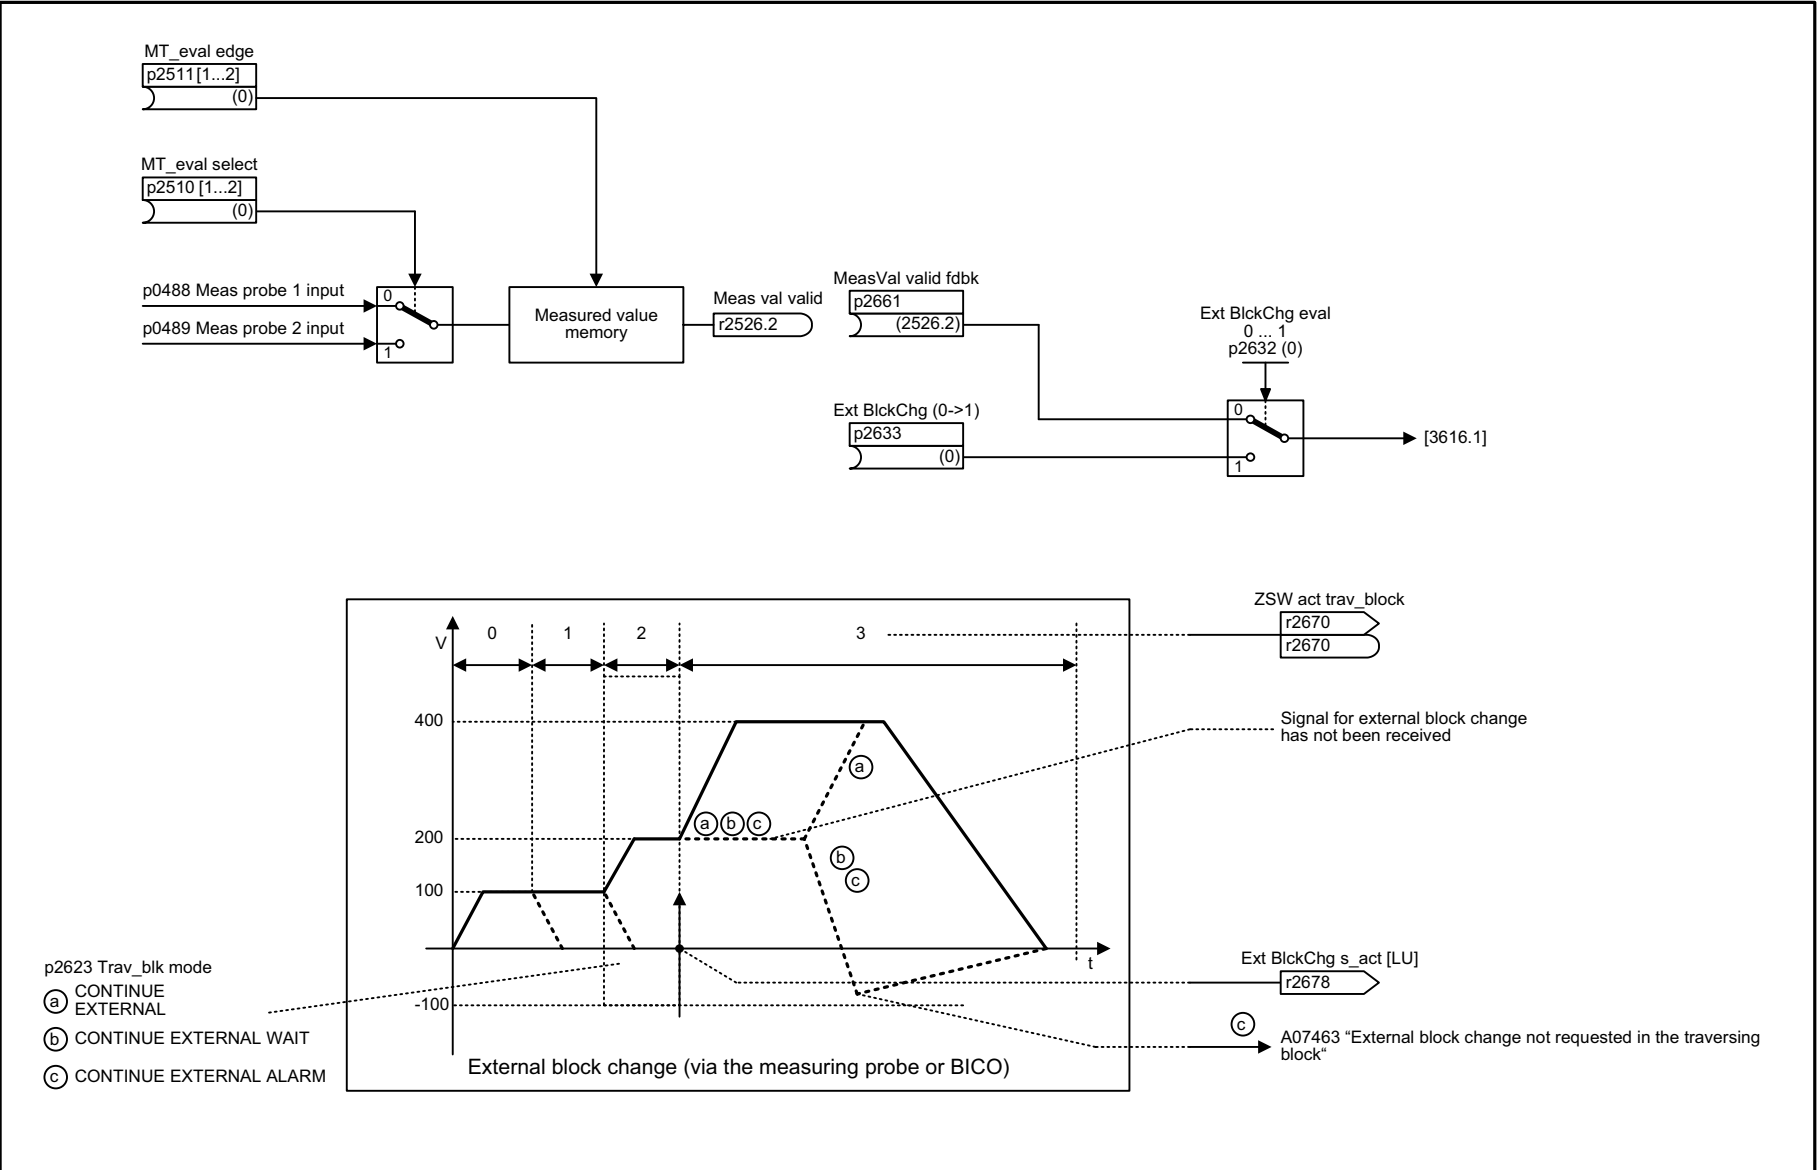 MT_eval edge
p2511[1...2]
(0)
MT_eval select
p2510 [1...2]
(0)
p0488 Meas probe 1 input
p0489 Meas probe 2 input
0
1
Measured value
memory
Meas val valid
r2526.2
MeasVal valid fdbk
p2661
(2526.2)
Ext BlckChg (0->1)
p2633
(0)
Ext BlckChg eval
0 ... 1
p2632 (0)
0
1
[3616.1]
V
0
1
2
3
400
200
100
-100
t
a
a b c
b
c
External block change (via the measuring probe or BICO)
ZSW act trav_block
r2670
r2670
Signal for external block change
has not been received
Ext BlckChg s_act [LU]
r2678
c
A07463 “External block change not requested in the traversing
block“
p2623 Trav_blk mode
a CONTINUE
EXTERNAL
b CONTINUE EXTERNAL WAIT
c CONTINUE EXTERNAL ALARM